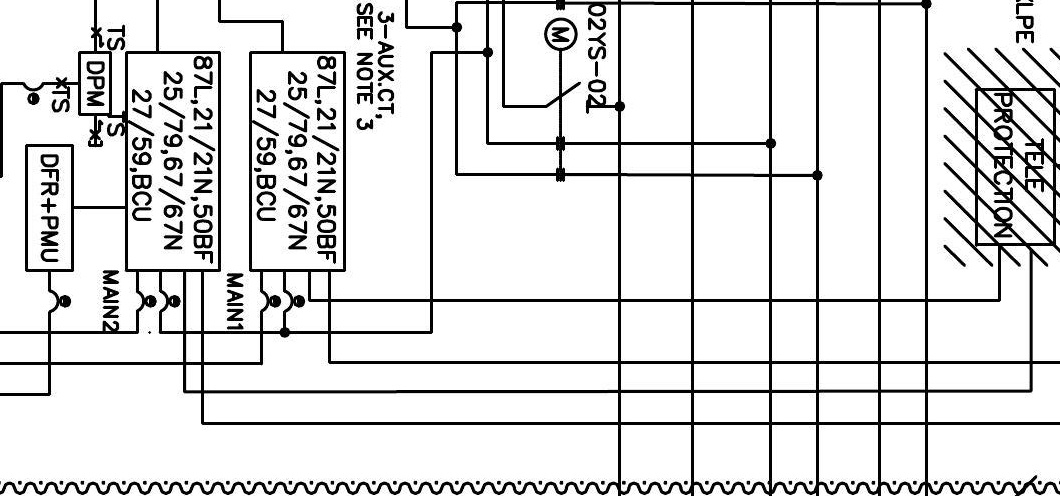 TS
DPM
TS
TS
DFR+PMU
87L,21/21N,50BF
25/79,67/67N
27/59,BCU
MAIN2
87L,21/21N,50BF
25/79,67/67N
27/59,BCU
MAIN1
3-AUX.CT,
SEE NOTE 3
M
02YS-02
XLPE
TELE
PROTECTION